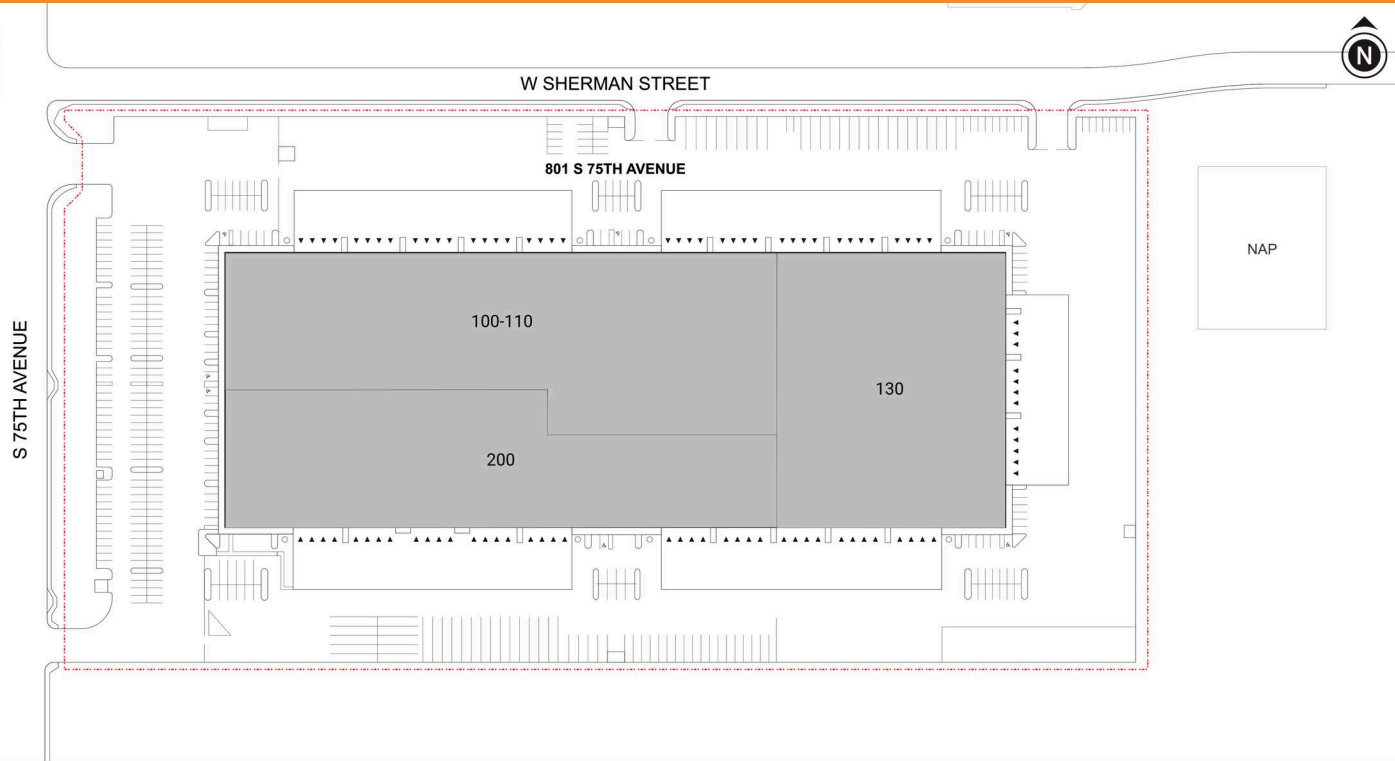 N
W SHERMAN STREET
801 S 75TH AVENUE
NAP
100-110
S 75TH AVENUE
130
200